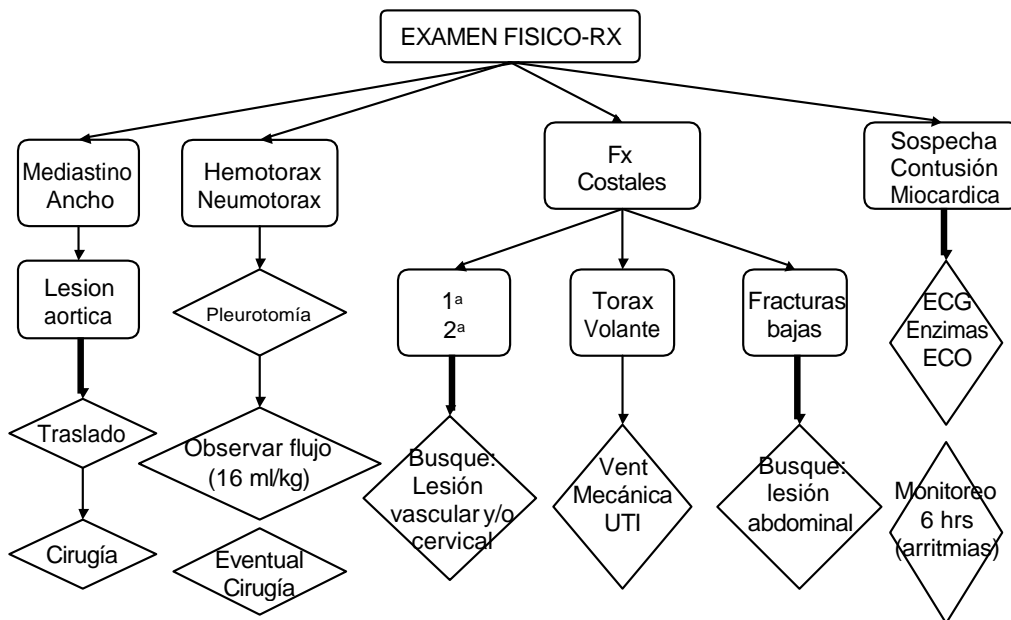 EXAMEN FISICO-RX
Mediastino
Ancho
Hemotorax
Neumotorax
Fx
Costales
Sospecha
Contusión
Miocardica
Lesion
aortica
Pleurotomía
1ª
2ª
Torax
Volante
Fracturas
bajas
ECG
Enzimas
ECO
Traslado
Observar flujo
(16 ml/kg)
Busque:
Lesión
vascular y/o
cervical
Vent
Mecánica
UTI
Busque:
lesión
abdominal
Monitoreo
6 hrs
(arritmias)
Cirugía
Eventual
Cirugía